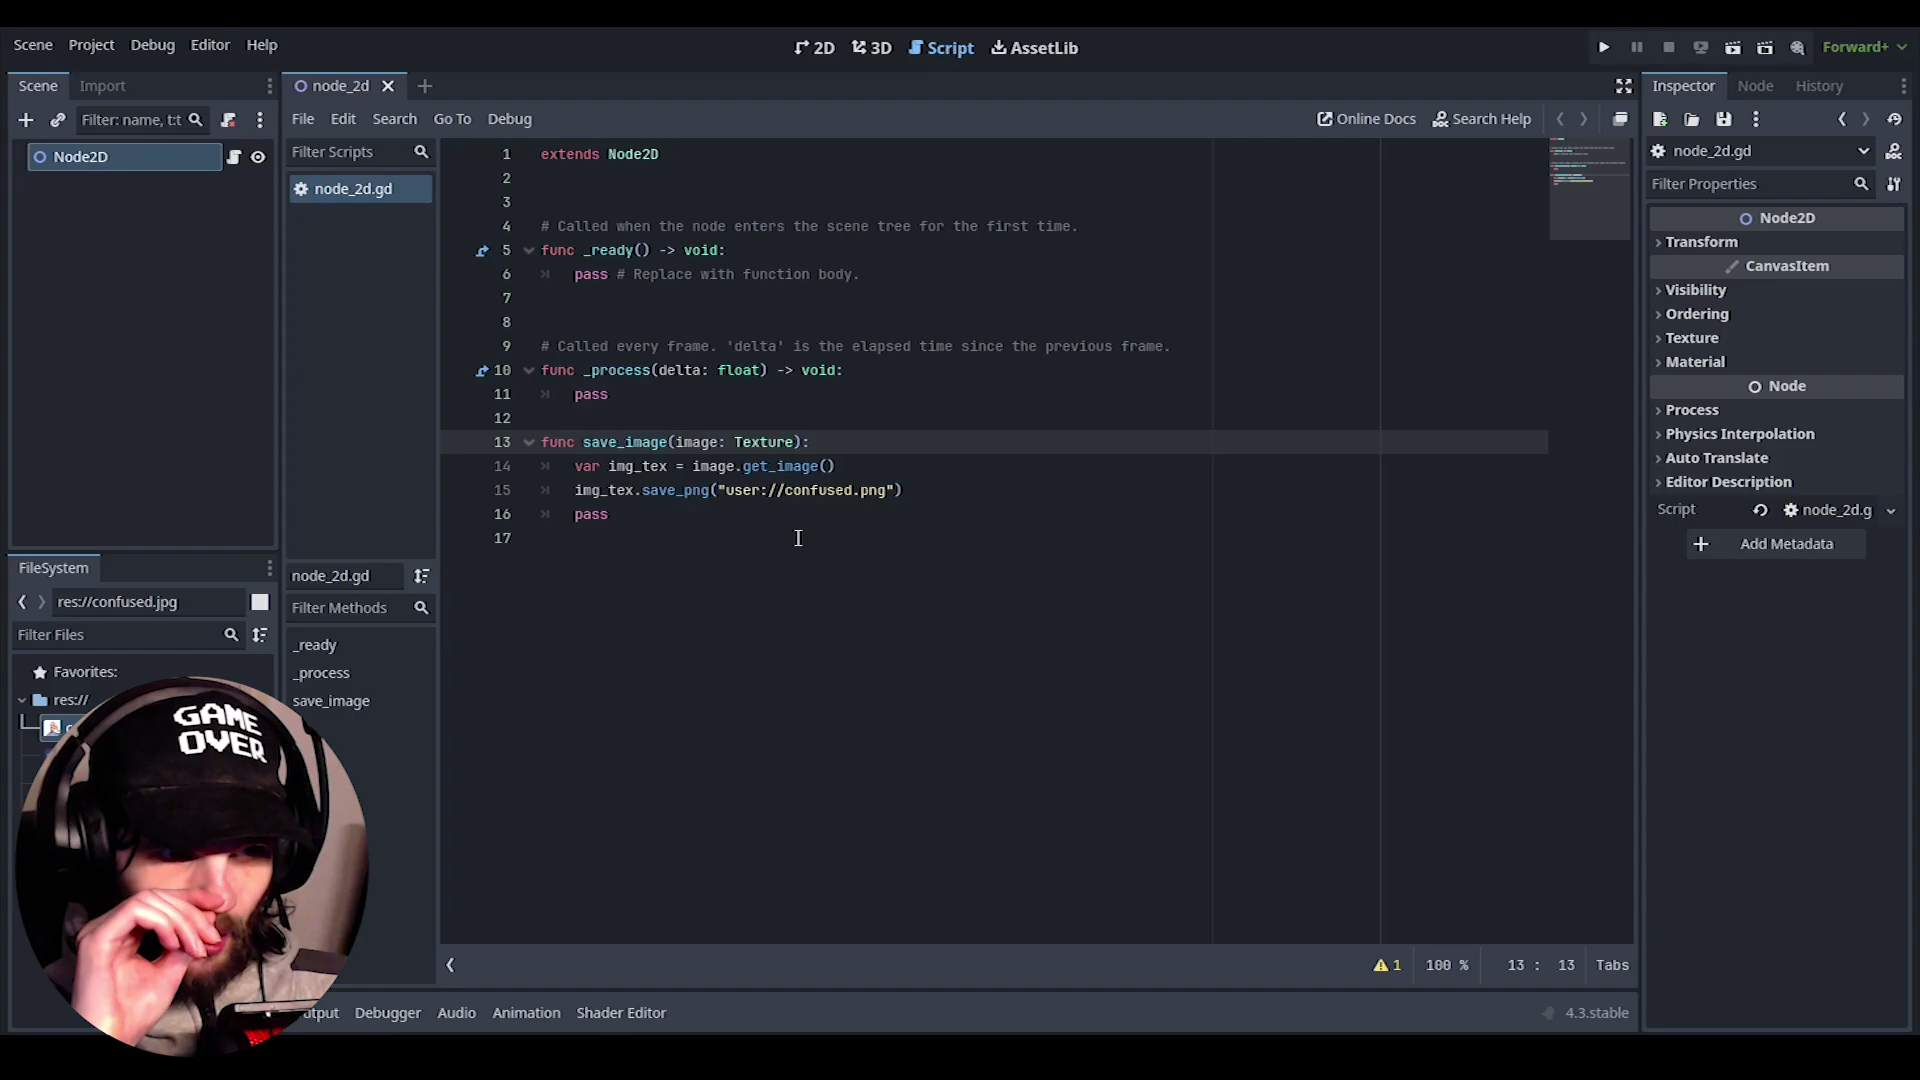 Scene Project Debug Editor Help
2D 3D Script AssetLib
Forward+
Scene Import
Filter: name, t:t
Node2D
node_2d
File Edit Search Go To Debug
Online Docs Search Help
Filter Scripts
node_2d.gd
node_2d.gd
Filter Methods
_ready
_process
save_image
1 extends Node2D
2
3
4 # Called when the node enters the scene tree for the first time.
5 func _ready() -> void:
6 pass # Replace with function body.
7
8
9 # Called every frame. 'delta' is the elapsed time since the previous frame.
10 func _process(delta: float) -> void:
11 pass
12
13 func save_image(image: Texture):
14 var img_tex = image.get_image()
15 img_tex.save_png("user://confused.png")
16 pass
17
1 100 % 13 : 13 Tabs
Inspector Node History
node_2d.gd
Filter Properties
Node2D
Transform
CanvasItem
Visibility
Ordering
Texture
Material
Node
Process
Physics Interpolation
Auto Translate
Editor Description
Script node_2d.g
Add Metadata
FileSystem
res://confused.jpg
Filter Files
Favorites:
res://
GAME
OVER
utput Debugger Audio Animation Shader Editor
4.3.stable